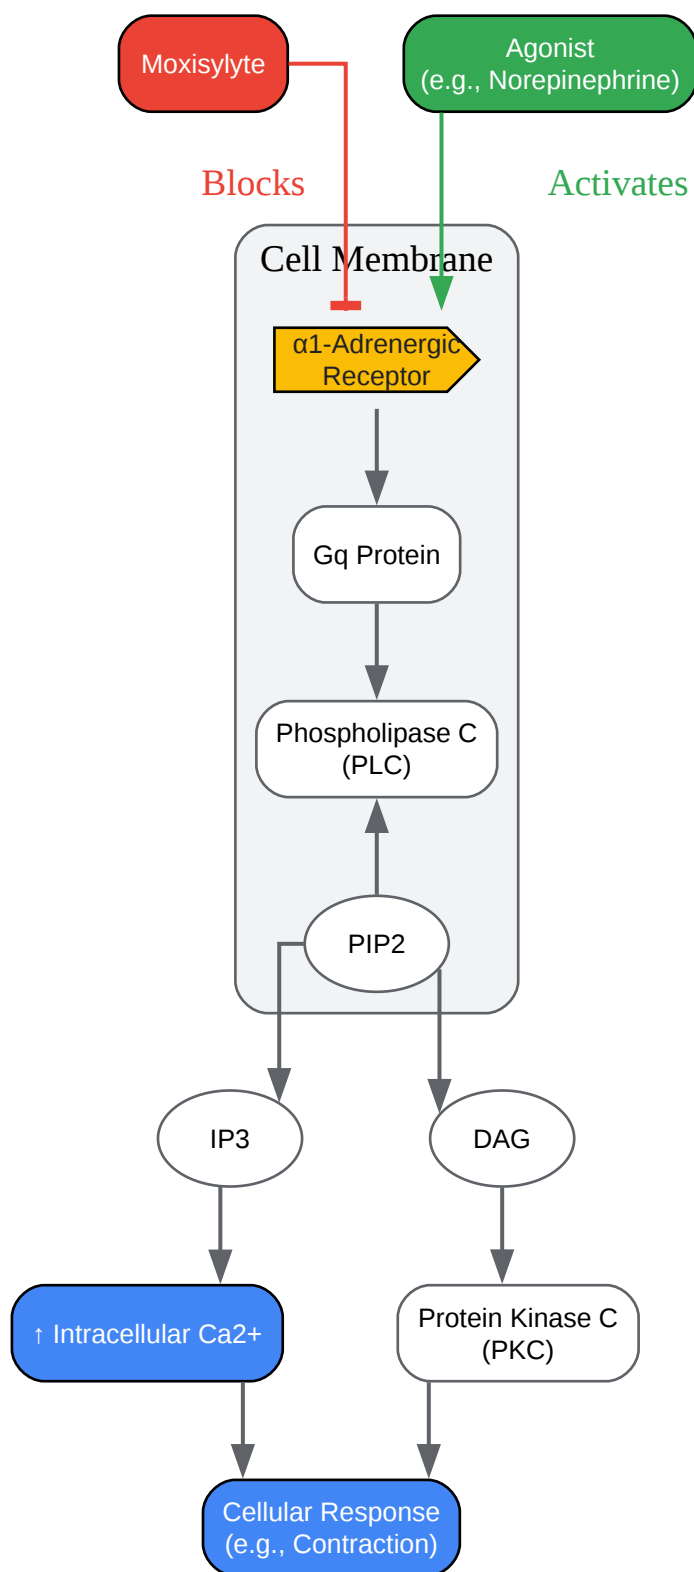 Moxisylyte
Agonist
(e.g., Norepinephrine)
Blocks
Activates
Cell Membrane
α1-Adrenergic
Receptor
Gq Protein
Phospholipase C
(PLC)
PIP2
IP3
DAG
↑ Intracellular Ca2+
Protein Kinase C
(PKC)
Cellular Response
(e.g., Contraction)